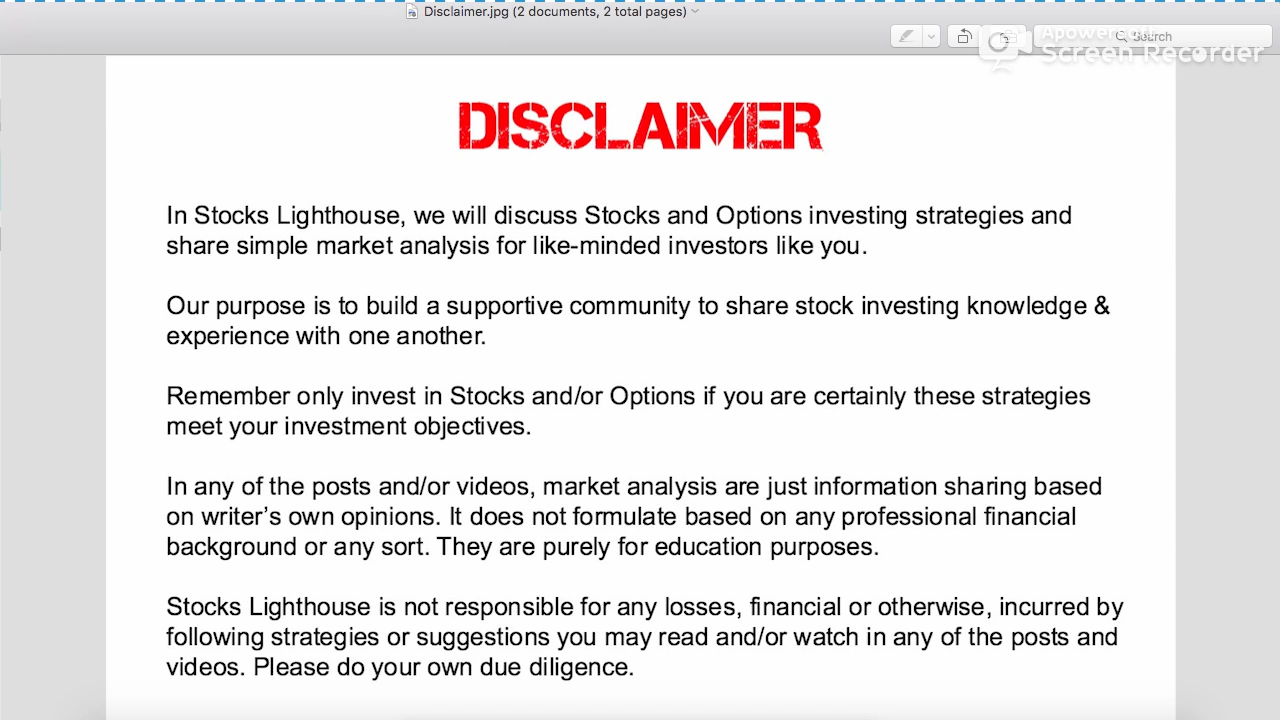 Disclaimer.jpg (2 documents, 2 total pages)
Search
Apowersoft
Screen Recorder
DISCLAIMER
In Stocks Lighthouse, we will discuss Stocks and Options investing strategies and
share simple market analysis for like-minded investors like you.
Our purpose is to build a supportive community to share stock investing knowledge &
experience with one another.
Remember only invest in Stocks and/or Options if you are certainly these strategies
meet your investment objectives.
In any of the posts and/or videos, market analysis are just information sharing based
on writer’s own opinions. It does not formulate based on any professional financial
background or any sort. They are purely for education purposes.
Stocks Lighthouse is not responsible for any losses, financial or otherwise, incurred by
following strategies or suggestions you may read and/or watch in any of the posts and
videos. Please do your own due diligence.